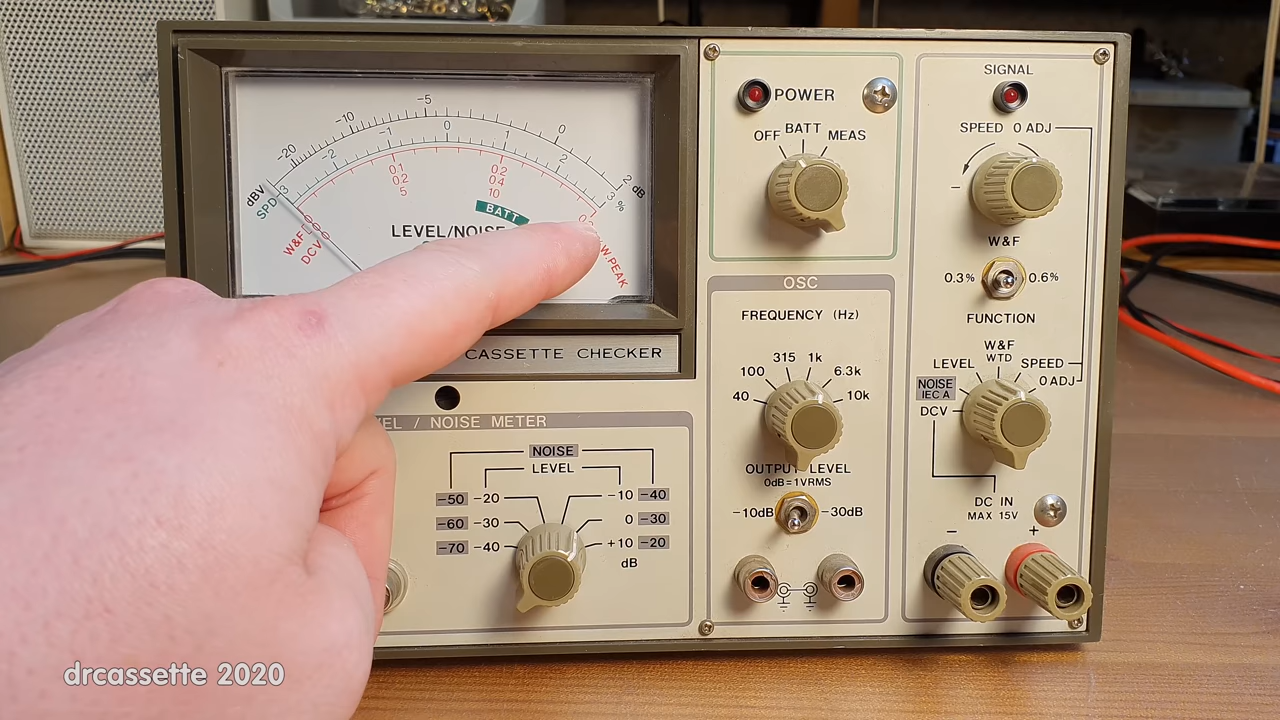 -20 -10 -5 0 2
dBV dB
-3 -2 -1 0 1 2 3 %
SPD
0.1 0.2
0.2 0.4
5 10
W&F
DCV
BATT
LEVEL/NOISE
W.PEAK
CASSETTE CHECKER
/ NOISE METER
NOISE
LEVEL
-50 -20 -10 -40
-60 -30 0 -30
-70 -40 +10 -20
dB
POWER
OFF BATT MEAS
OSC
FREQUENCY (Hz)
40 100 315 1k 6.3k 10k
OUTPUT LEVEL
0dB=1VRMS
-10dB -30dB
SIGNAL
SPEED 0 ADJ
-
W&F
0.3% 0.6%
FUNCTION
W&F
WTD
LEVEL SPEED
NOISE
IEC A
0 ADJ
DCV
DC IN
MAX 15V
- +
drcassette 2020